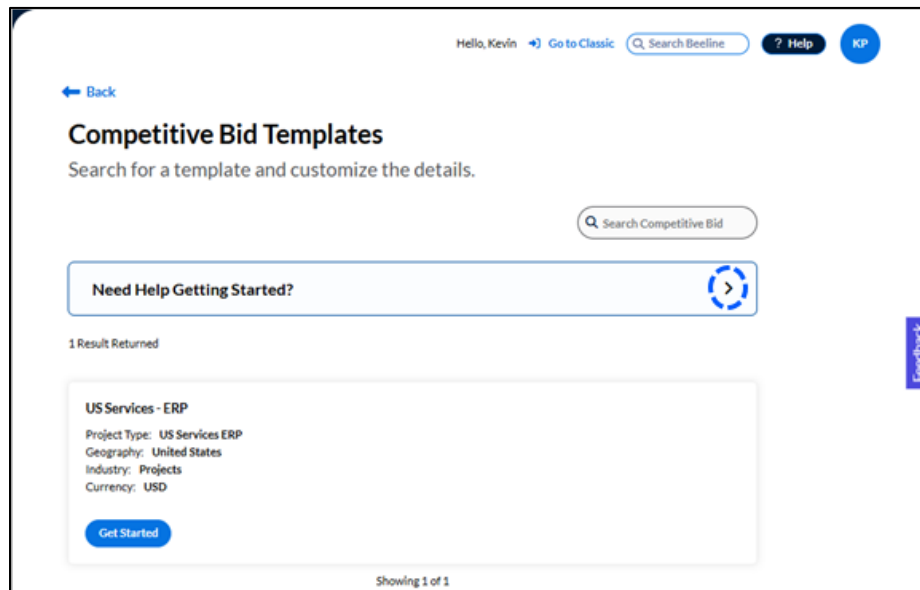 Hello, Kevin Go to Classic Search Beeline ? Help KP
Back
Competitive Bid Templates
Search for a template and customize the details.
Search Competitive Bid
Need Help Getting Started?
1 Result Returned
Feedback
US Services - ERP
Project Type: US Services ERP
Geography: United States
Industry: Projects
Currency: USD
Get Started
Showing 1 of 1